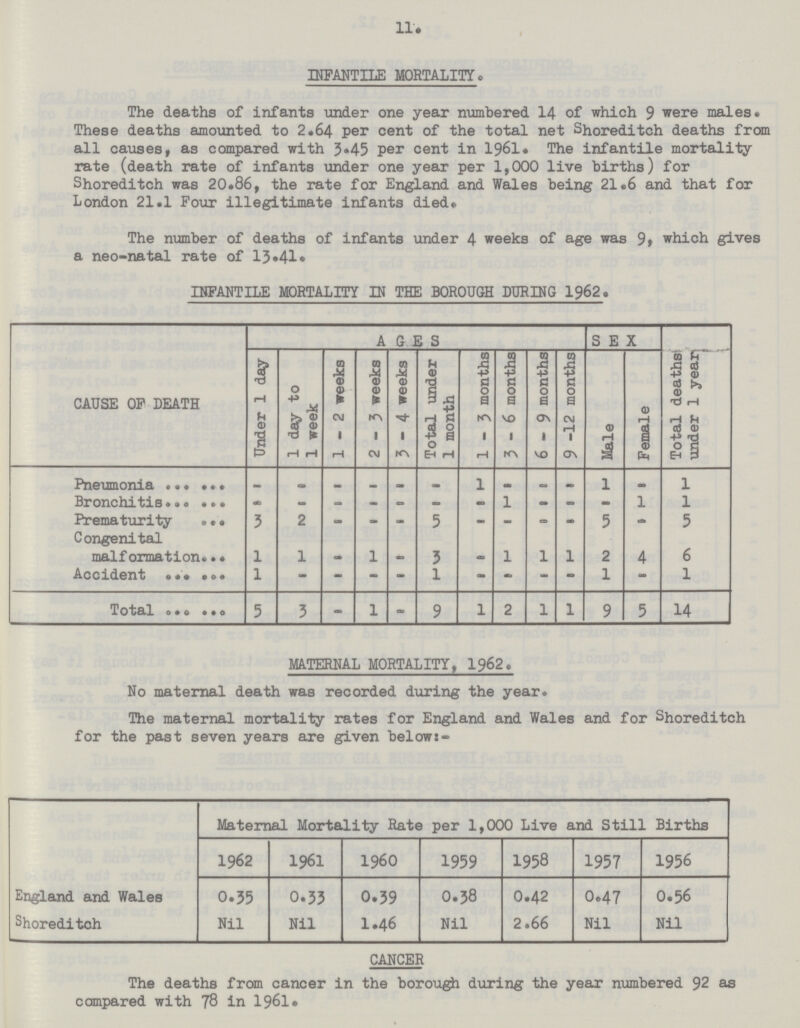 11.
INFANTILE MORTALITY.
The deaths of infants under one year numbered 14 of which 9 were males.
These deaths amounted to 2.64 per cent of the total net Shoreditch deaths from
all causes, as compared with 3.45 per cent in 1961. The infantile mortality
rate (death rate of infants under one year per 1,000 live births) for
Shoreditch was 20.86, the rate for England and Wales being 21.6 and that for
London 21.1 Four illegitimate infants died.
The number of deaths of infants under 4 weeks of age was 9, which gives
a neo-natal rate of 13.41.
INFANTILE MORTALITY IN THE BOROUGH DURING 1962.
CAUSE OF DEATH | AGES | SEX
Under 1 day | 1 day to 1 week | 1 - 2 weeks | 2 - 3 weeks | 3 - 4 weeks | Total under 1 month | 1 - 3 months | 3 - 6 months | 6 - 9 months | 9 -12 months | Male | Female | Total deaths under 1 year
Pneumonia ... ... - - - - - - 1 - - - 1 - 1
Bronchitis... ... - - - - - - - 1 - - - 1 1
Prematurity ... 3 2 - - - 5 - - - - 5 - 5
Congenital
malformation... 1 1 - 1 - 3 - 1 1 1 2 4 6
Accident ... ... 1 - - - - 1 - - - - 1 - 1
Total ... ... 5 3 - 1 - 9 1 2 1 1 9 5 14
MATERNAL MORTALITY, 1962.
No maternal death was recorded during the year.
The maternal mortality rates for England and Wales and for Shoreditch
for the past seven years are given below:-
Maternal Mortality Rate per 1,000 Live and Still Births
1962 1961 1960 1959 1958 1957 1956
England and Wales 0.35 0.33 0.39 0.38 0.42 0.47 0.56
Shoreditch Nil Nil 1.46 Nil 2.66 Nil Nil
CANCER
The deaths from cancer in the borough during the year numbered 92 as
compared with 78 in 1961.